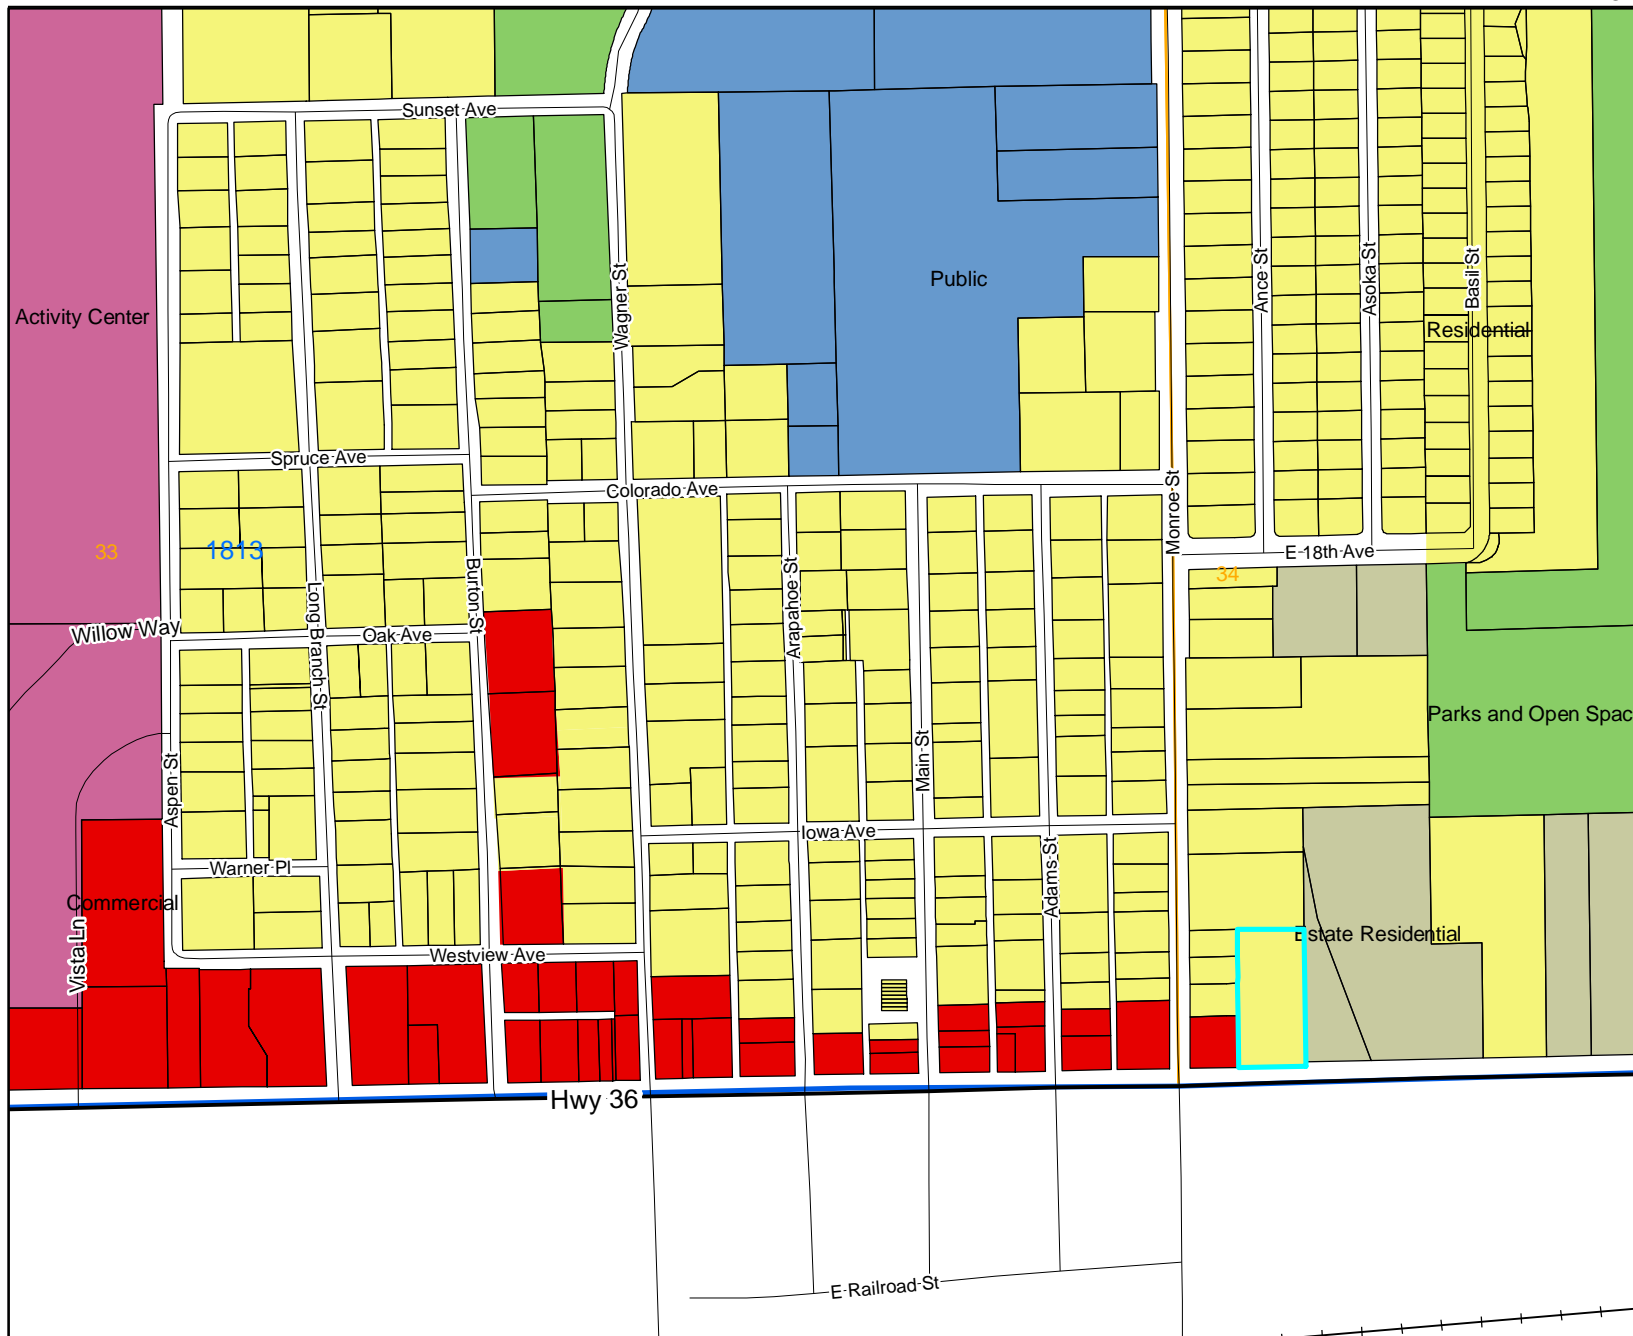 Sunset Ave
Wagner St
Ance St
Asoka St
Basil St
Public
Activity Center
Residential
Spruce Ave
Colorado Ave
Monroe St
33
1813
E 18th Ave
34
Burton St
Arapahoe St
Long Branch St
Willow Way
Oak Ave
Parks and Open Spac
Main St
Aspen St
Iowa Ave
Warner Pl
Adams St
Commercial
Vista Ln
Estate Residential
Westview Ave
Hwy 36
E Railroad St